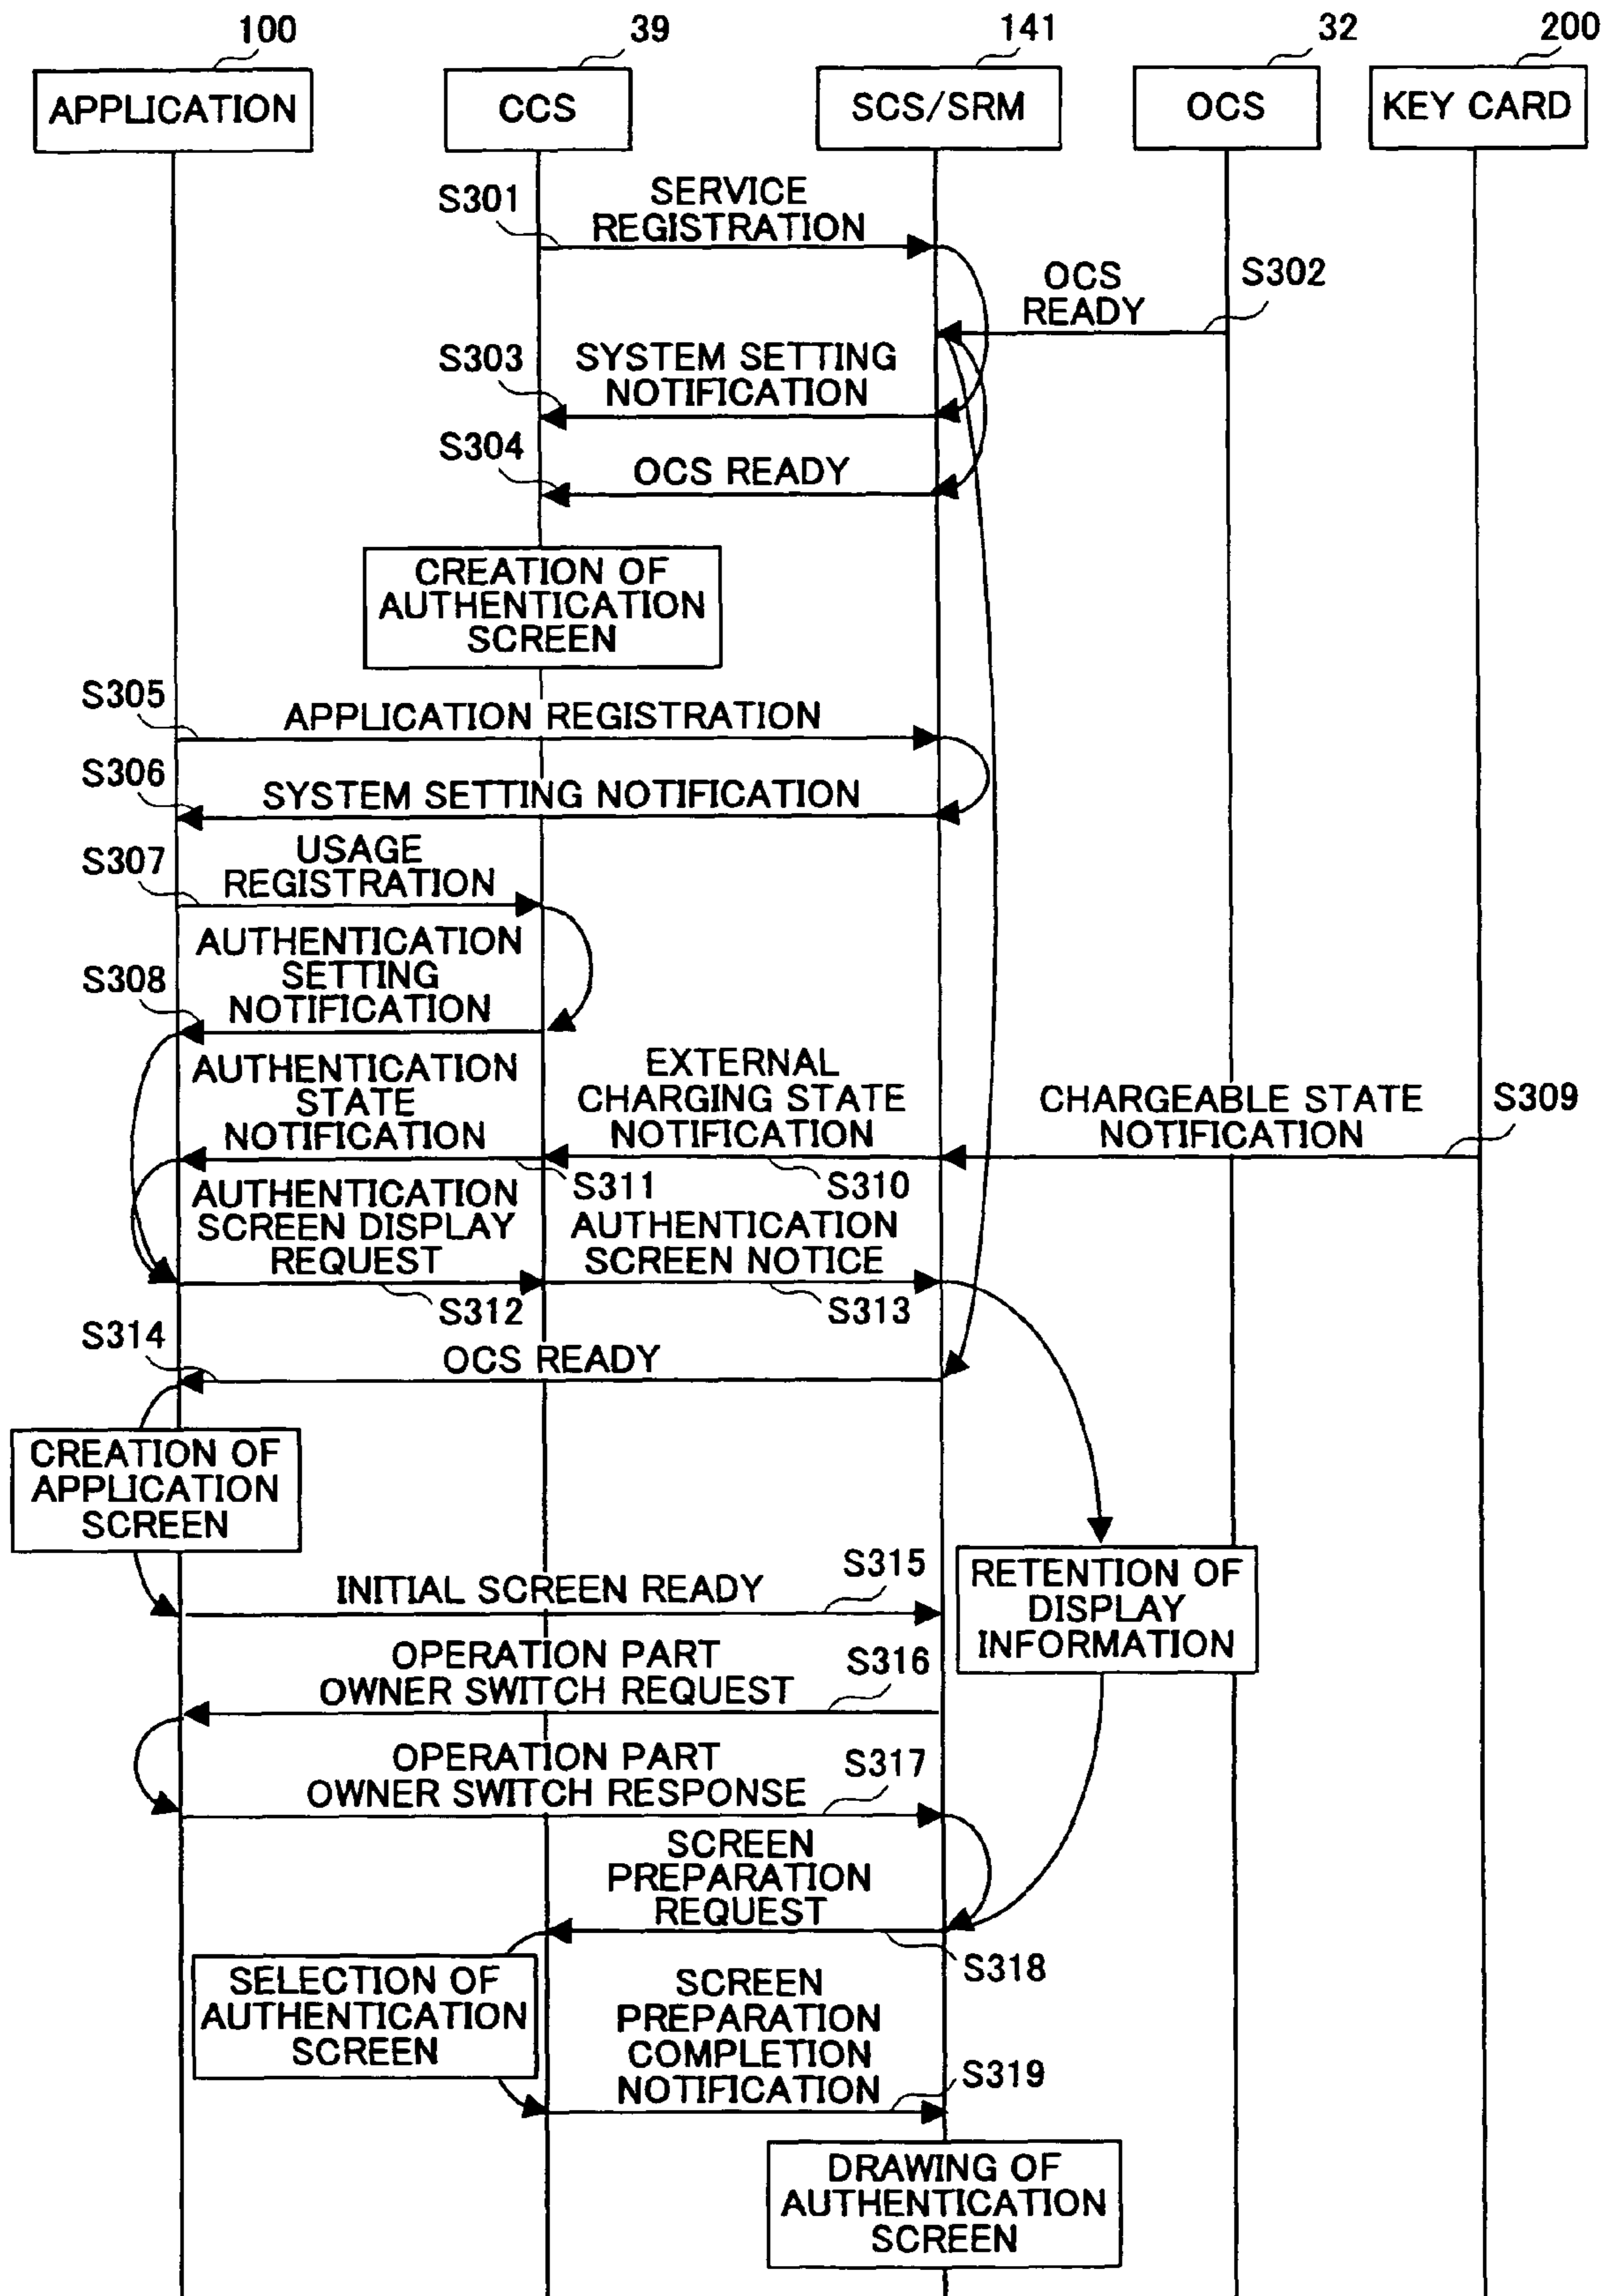 100
39
141
32
200
APPLICATION
CCS
SCS/SRM
OCS
KEY CARD
S301
SERVICE
REGISTRATION
OCS
READY
S302
S303
SYSTEM SETTING
NOTIFICATION
S304
OCS READY
CREATION OF
AUTHENTICATION
SCREEN
S305
APPLICATION REGISTRATION
S306
SYSTEM SETTING NOTIFICATION
S307
USAGE
REGISTRATION
S308
AUTHENTICATION
SETTING
NOTIFICATION
AUTHENTICATION
STATE
NOTIFICATION
S311
EXTERNAL
CHARGING STATE
NOTIFICATION
S310
CHARGEABLE STATE
NOTIFICATION
S309
AUTHENTICATION
SCREEN DISPLAY
REQUEST
S312
AUTHENTICATION
SCREEN NOTICE
S313
S314
OCS READY
CREATION OF
APPLICATION
SCREEN
INITIAL SCREEN READY
S315
RETENTION OF
DISPLAY
INFORMATION
OPERATION PART
OWNER SWITCH REQUEST
S316
OPERATION PART
OWNER SWITCH RESPONSE
S317
SCREEN
PREPARATION
REQUEST
S318
SELECTION OF
AUTHENTICATION
SCREEN
SCREEN
PREPARATION
COMPLETION
NOTIFICATION
S319
DRAWING OF
AUTHENTICATION
SCREEN